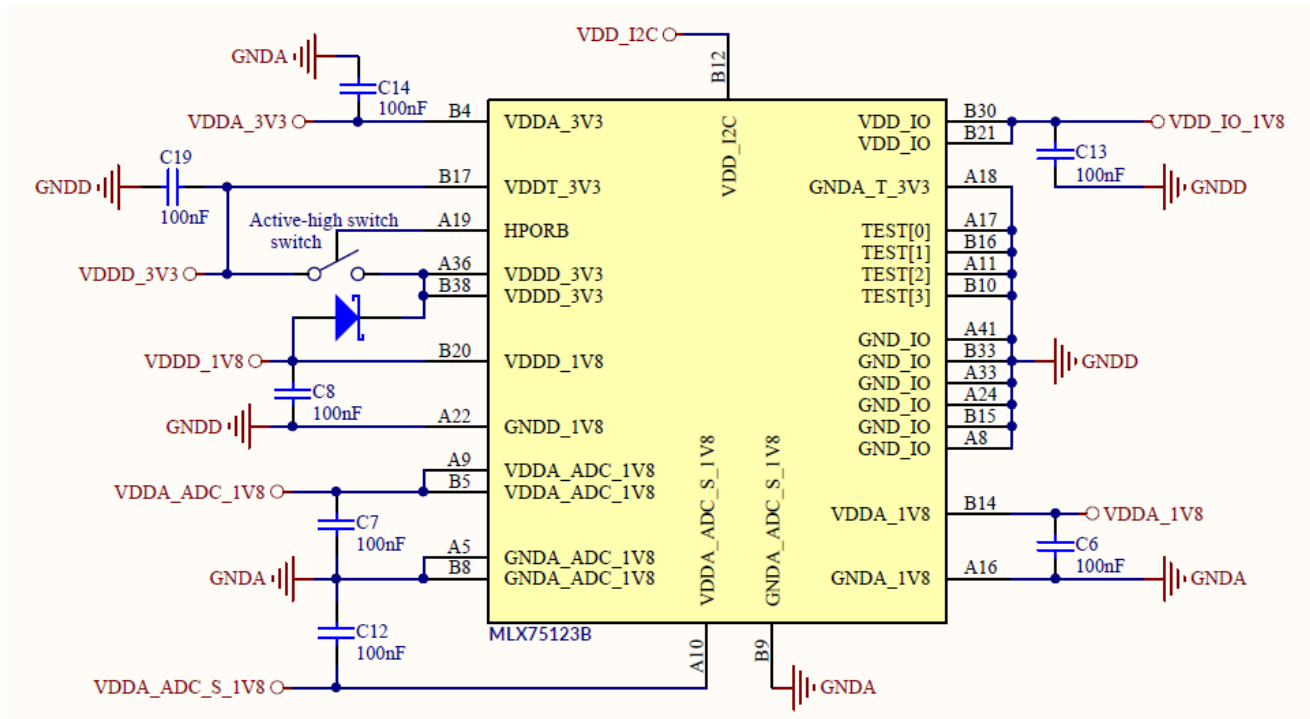 VDD_I2C
B12
GNDA
C14
100nF
VDDA_3V3
B4
VDDA_3V3
VDD_I2C
VDD_IO
B30
VDD_IO_1V8
VDD_IO
B21
C13
100nF
GNDD
C19
100nF
GNDD
B17
VDDT_3V3
GNDA_T_3V3
A18
Active-high switch
switch
A19
HPORB
TEST[0]
A17
TEST[1]
B16
VDDD_3V3
A36
VDDD_3V3
TEST[2]
A11
B38
VDDD_3V3
TEST[3]
B10
GND_IO
A41
VDDD_1V8
B20
VDDD_1V8
GND_IO
B33
GNDD
GND_IO
A33
C8
100nF
GND_IO
A24
GNDD
A22
GNDD_1V8
GND_IO
B15
GND_IO
A8
A9
VDDA_ADC_1V8
VDDA_ADC_1V8
B5
VDDA_ADC_1V8
C7
100nF
VDDA_1V8
B14
VDDA_1V8
C6
100nF
A5
GNDA_ADC_1V8
GNDA
B8
GNDA_ADC_1V8
GNDA_1V8
A16
GNDA
VDDA_ADC_S_1V8
GNDA_ADC_S_1V8
C12
100nF
MLX75123B
A10
B9
VDDA_ADC_S_1V8
GNDA